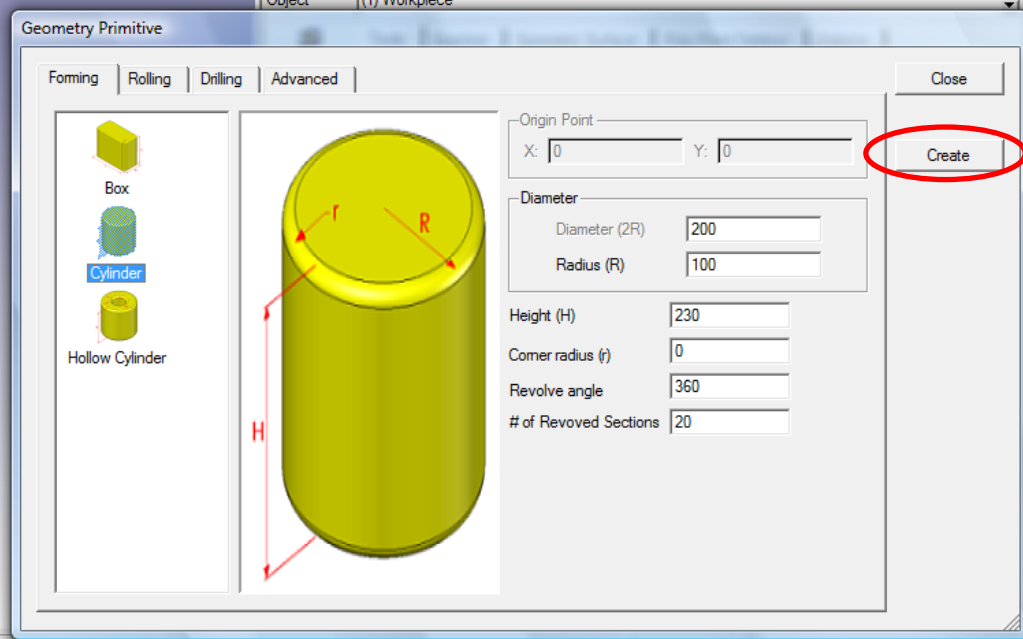 Object (1) Workpiece
Geometry Primitive
Forming Rolling Drilling Advanced
Close
Create
Box
Cylinder
Hollow Cylinder
r
R
H
Origin Point
X: 0 Y: 0
Diameter
Diameter (2R) 200
Radius (R) 100
Height (H) 230
Corner radius (r) 0
Revolve angle 360
# of Revoved Sections 20